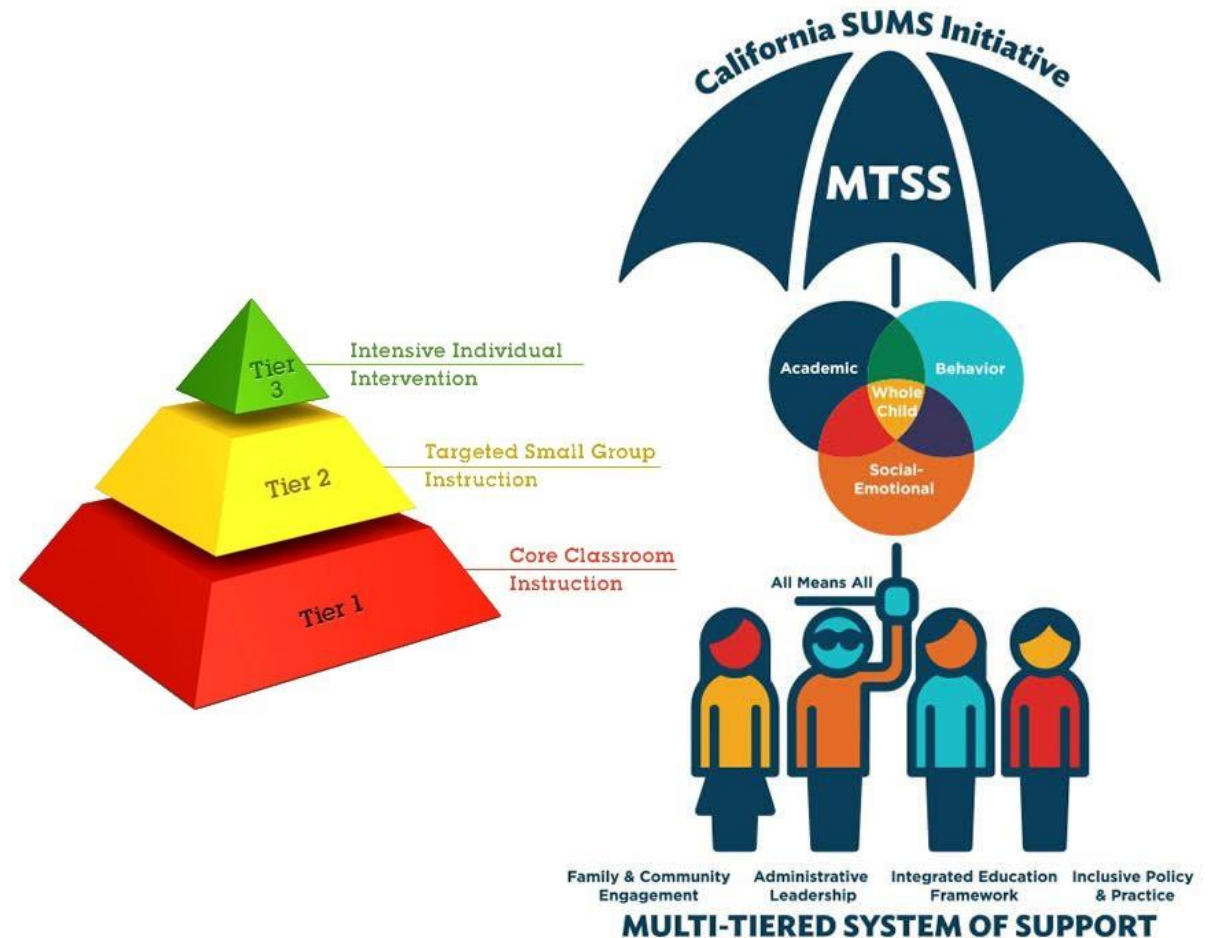 California SUMS Initiative
MTSS
Academic
Behavior
Whole
Child
Social-
Emotional
All Means All
Tier
3
Intensive Individual
Intervention
Tier 2
Targeted Small Group
Instruction
Tier 1
Core Classroom
Instruction
Family & Community
Engagement
Administrative
Leadership
Integrated Education
Framework
Inclusive Policy
& Practice
MULTI-TIERED SYSTEM OF SUPPORT